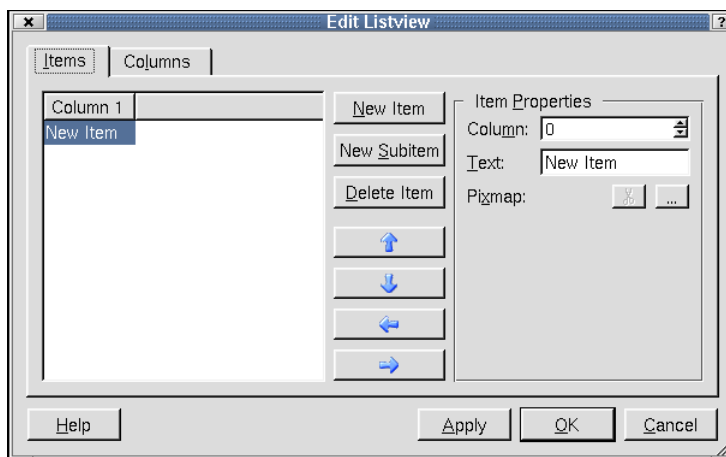 Edit Listview
?
Items
Columns
Column 1
New Item
New Item
New Subitem
Delete Item
Item Properties
Column: 0
Text: New Item
Pixmap: ...
Help
Apply
OK
Cancel